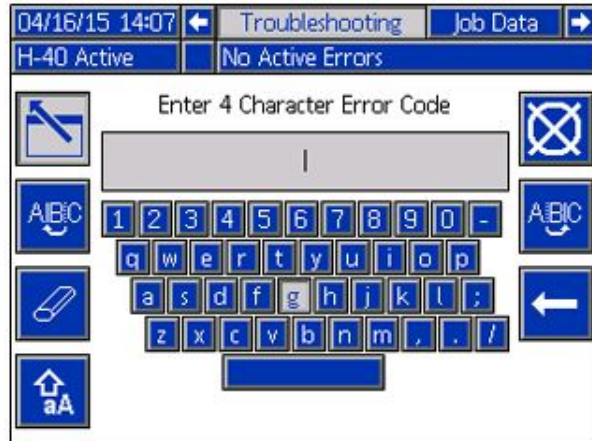 04/16/15 14:07 Troubleshooting Job Data
H-40 Active No Active Errors
Enter 4 Character Error Code
ABC ABC
1 2 3 4 5 6 7 8 9 0 -
q w e r t y u i o p
a s d f g h j k l ;
z x c v b n m , . /
aA